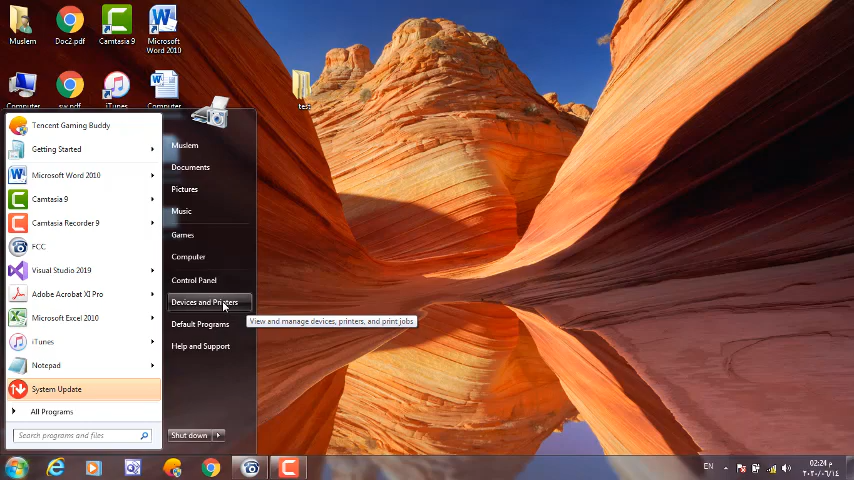 Muslem
Doc2.pdf
Camtasia 9
Microsoft
Word 2010
Computer
sw.pdf
iTunes
Computer
test
Tencent Gaming Buddy
Getting Started
Microsoft Word 2010
Camtasia 9
Camtasia Recorder 9
FCC
Visual Studio 2019
Adobe Acrobat XI Pro
Microsoft Excel 2010
iTunes
Notepad
System Update
All Programs
Search programs and files
Muslem
Documents
Pictures
Music
Games
Computer
Control Panel
Devices and Printers
View and manage devices, printers, and print jobs
Default Programs
Help and Support
Shut down
EN
02:24 م
٢٠٢٠/٠٦/١٤